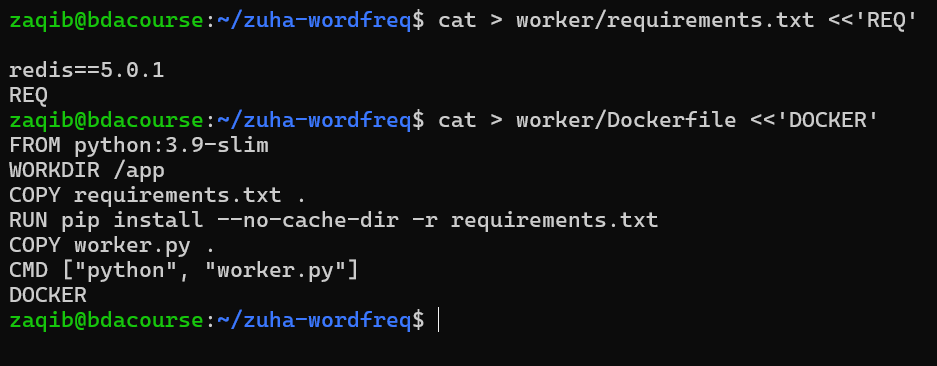 zaqib@bdacourse:~/zuha-wordfreq$ cat > worker/requirements.txt <<'REQ'
redis==5.0.1
REQ
zaqib@bdacourse:~/zuha-wordfreq$ cat > worker/Dockerfile <<'DOCKER'
FROM python:3.9-slim
WORKDIR /app
COPY requirements.txt .
RUN pip install --no-cache-dir -r requirements.txt
COPY worker.py .
CMD ["python", "worker.py"]
DOCKER
zaqib@bdacourse:~/zuha-wordfreq$